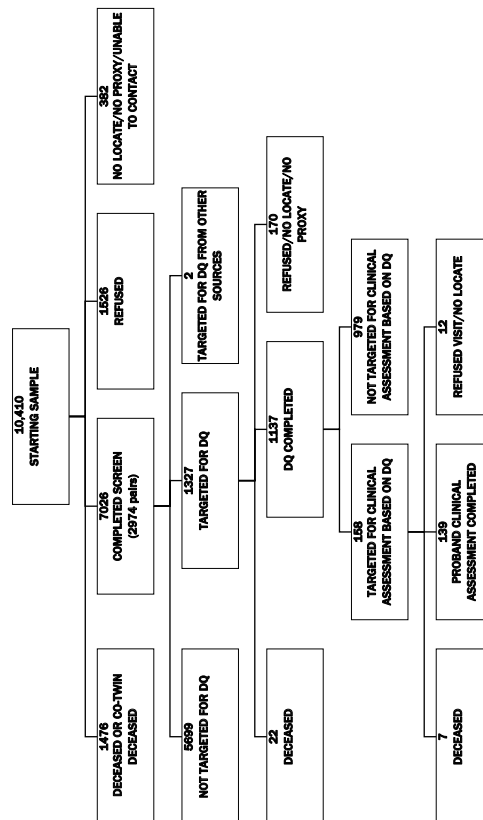 10,410
STARTING SAMPLE
1476
DECEASED OR CO-TWIN
DECEASED
7026
COMPLETED SCREEN
(2974 pairs)
1526
REFUSED
382
NO LOCATE/NO PROXY/UNABLE
TO CONTACT
5699
NOT TARGETED FOR DQ
1327
TARGETED FOR DQ
2
TARGETED FOR DQ FROM OTHER
SOURCES
22
DECEASED
1137
DQ COMPLETED
170
REFUSED/NO LOCATE/NO
PROXY
158
TARGETED FOR CLINICAL
ASSESSMENT BASED ON DQ
979
NOT TARGETED FOR CLINICAL
ASSESSMENT BASED ON DQ
7
DECEASED
139
PROBAND CLINICAL
ASSESSMENT COMPLETED
12
REFUSED VISIT/NO LOCATE